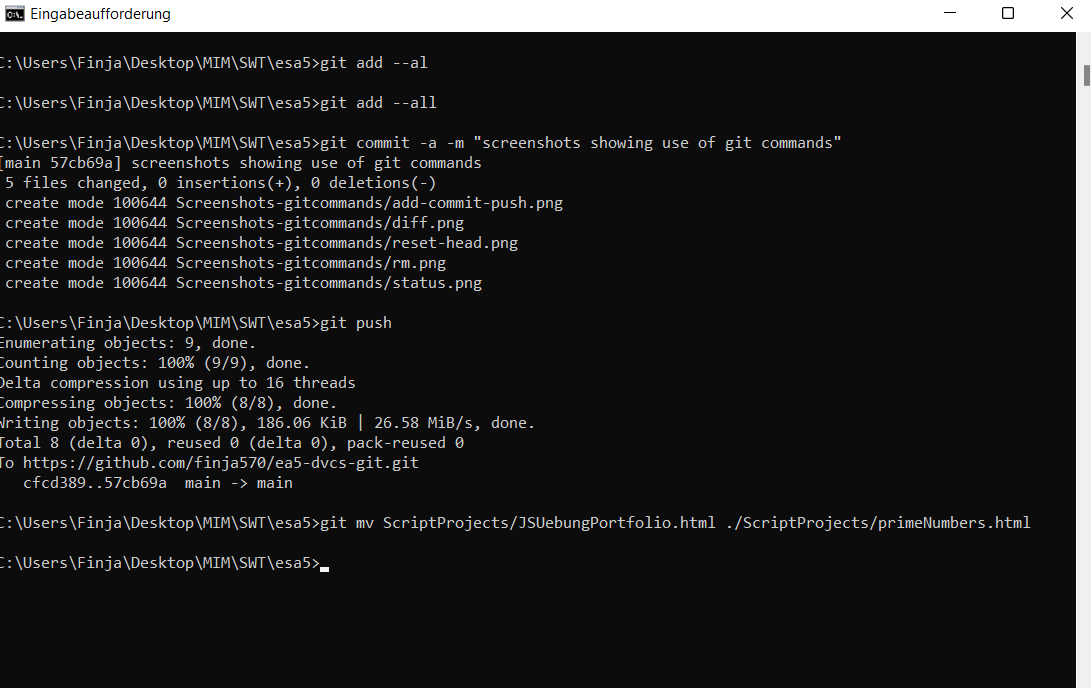 Eingabeaufforderung
C:\Users\Finja\Desktop\MIM\SWT\esa5>git add --al
C:\Users\Finja\Desktop\MIM\SWT\esa5>git add --all
C:\Users\Finja\Desktop\MIM\SWT\esa5>git commit -a -m "screenshots showing use of git commands"
[main 57cb69a] screenshots showing use of git commands
5 files changed, 0 insertions(+), 0 deletions(-)
create mode 100644 Screenshots-gitcommands/add-commit-push.png
create mode 100644 Screenshots-gitcommands/diff.png
create mode 100644 Screenshots-gitcommands/reset-head.png
create mode 100644 Screenshots-gitcommands/rm.png
create mode 100644 Screenshots-gitcommands/status.png
C:\Users\Finja\Desktop\MIM\SWT\esa5>git push
Enumerating objects: 9, done.
Counting objects: 100% (9/9), done.
Delta compression using up to 16 threads
Compressing objects: 100% (8/8), done.
Writing objects: 100% (8/8), 186.06 KiB | 26.58 MiB/s, done.
Total 8 (delta 0), reused 0 (delta 0), pack-reused 0
To https://github.com/finja570/ea5-dvcs-git.git
cfcd389..57cb69a  main -> main
C:\Users\Finja\Desktop\MIM\SWT\esa5>git mv ScriptProjects/JSUebungPortfolio.html ./ScriptProjects/primeNumbers.html
C:\Users\Finja\Desktop\MIM\SWT\esa5>